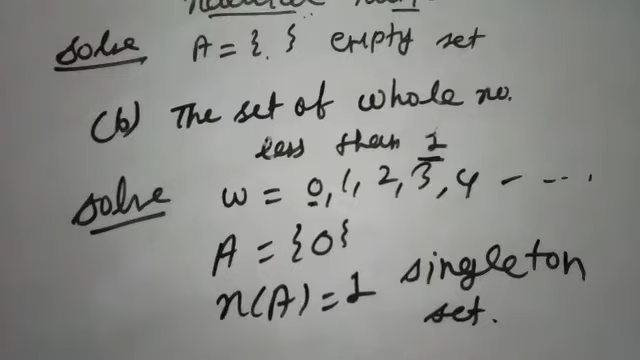 Solve A = { } empty set
(b) The set of whole no.
less than 1
Solve W = 0, 1, 2, 3, 4 - ---.
A = {0}
n(A) = 1 singleton
set.